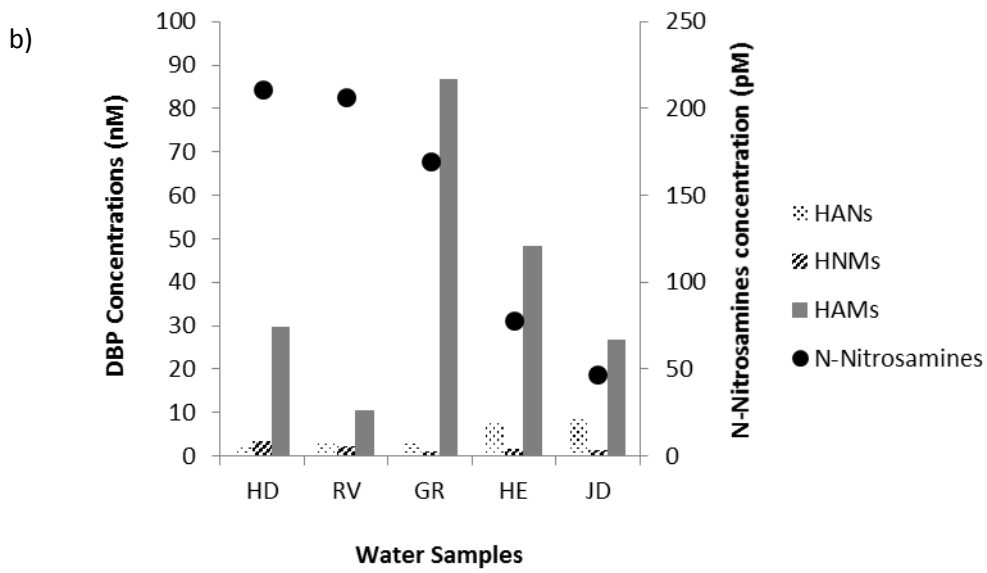 b)
DBP Concentrations (nM)
100
90
80
70
60
50
40
30
20
10
0
250
200
150
100
50
0
N-Nitrosamines concentration (pM)
HD RV GR HE JD
Water Samples
HANs
HNMs
HAMs
N-Nitrosamines